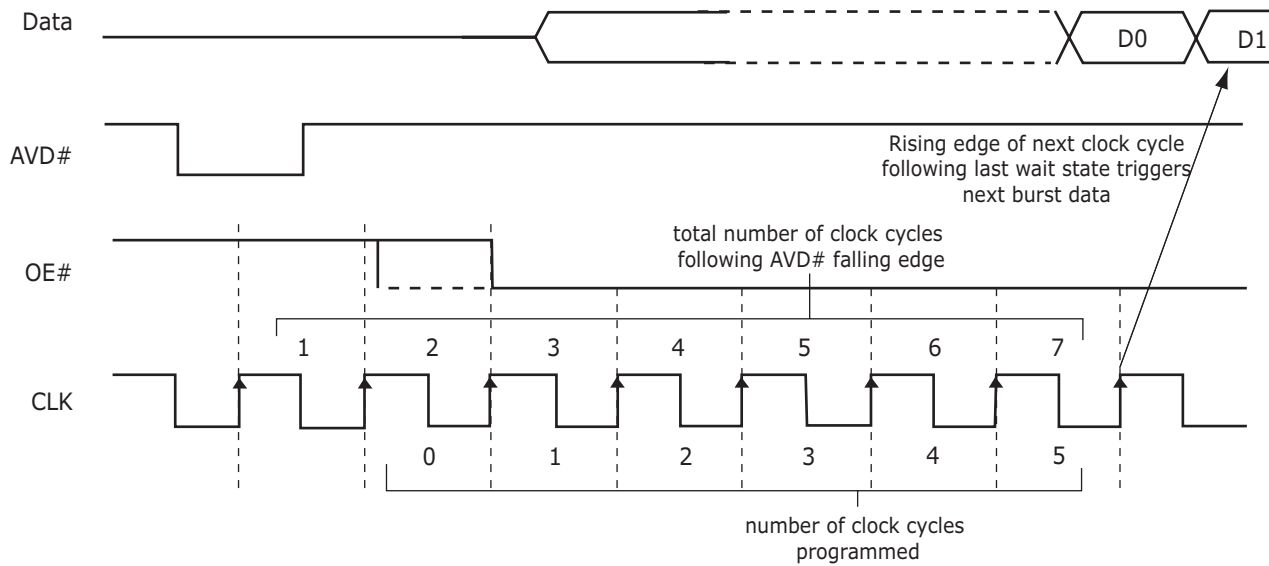 Data
D0
D1
AVD#
Rising edge of next clock cycle
following last wait state triggers
next burst data
total number of clock cycles
following AVD# falling edge
OE#
1 2 3 4 5 6 7
CLK
0 1 2 3 4 5
number of clock cycles
programmed